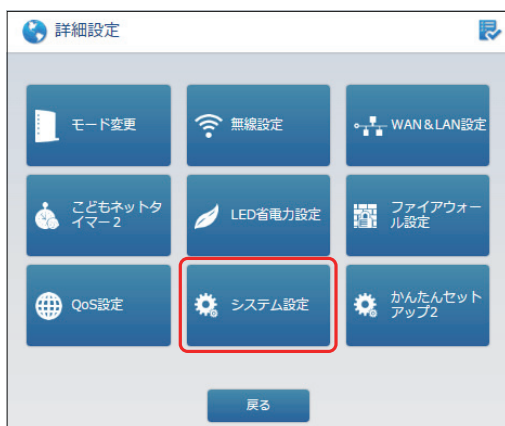 詳細設定
モード変更
無線設定
WAN&LAN設定
こどもネットタ
イマー2
LED省電力設定
ファイアウォー
ル設定
QoS設定
システム設定
かんたんセット
アップ2
戻る